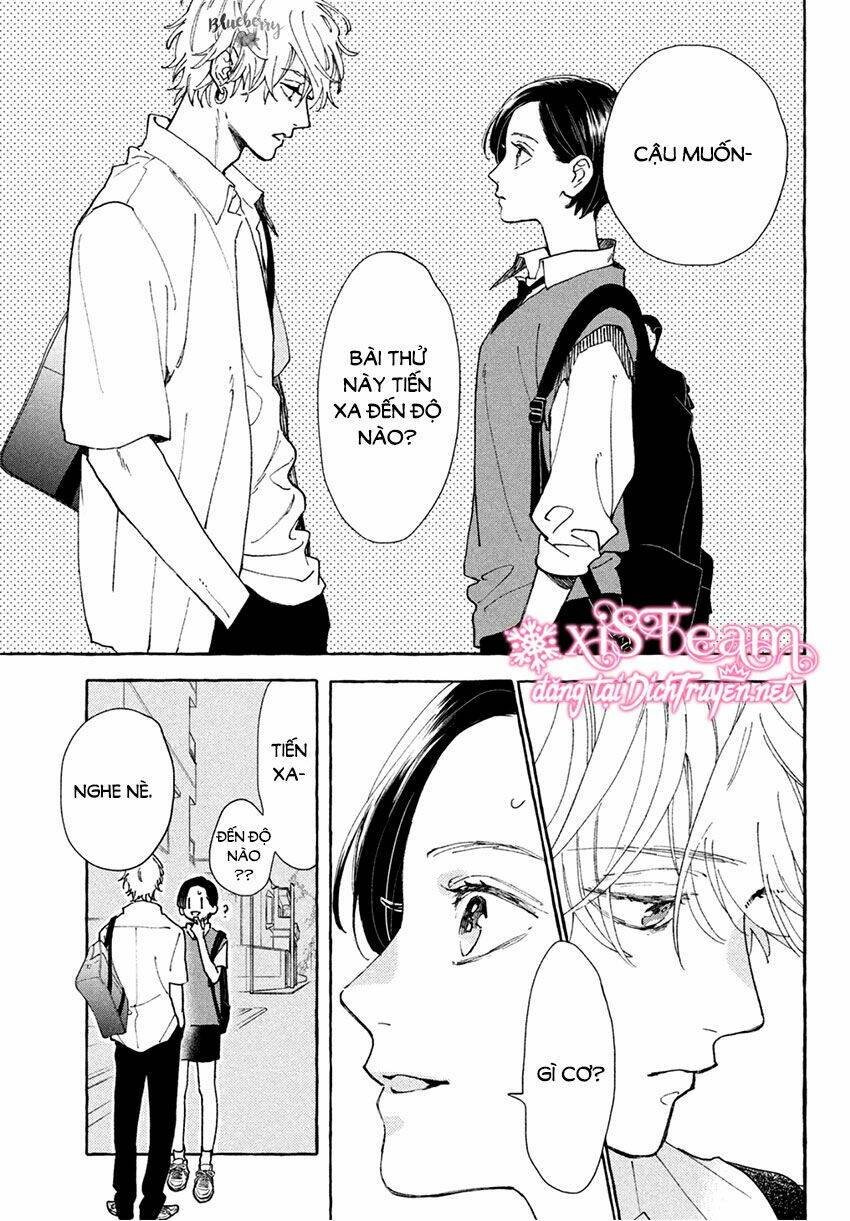 Blueberry
CẬU MUỐN-
BÀI THỬ
NÀY TIẾN
XA ĐẾN ĐỘ
NÀO?
xiSTeam
đăng tại DichTruyen.net
GÌ CƠ?
TIẾN
XA-
ĐẾN ĐỘ
NÀO
??
?
NGHE NÈ.